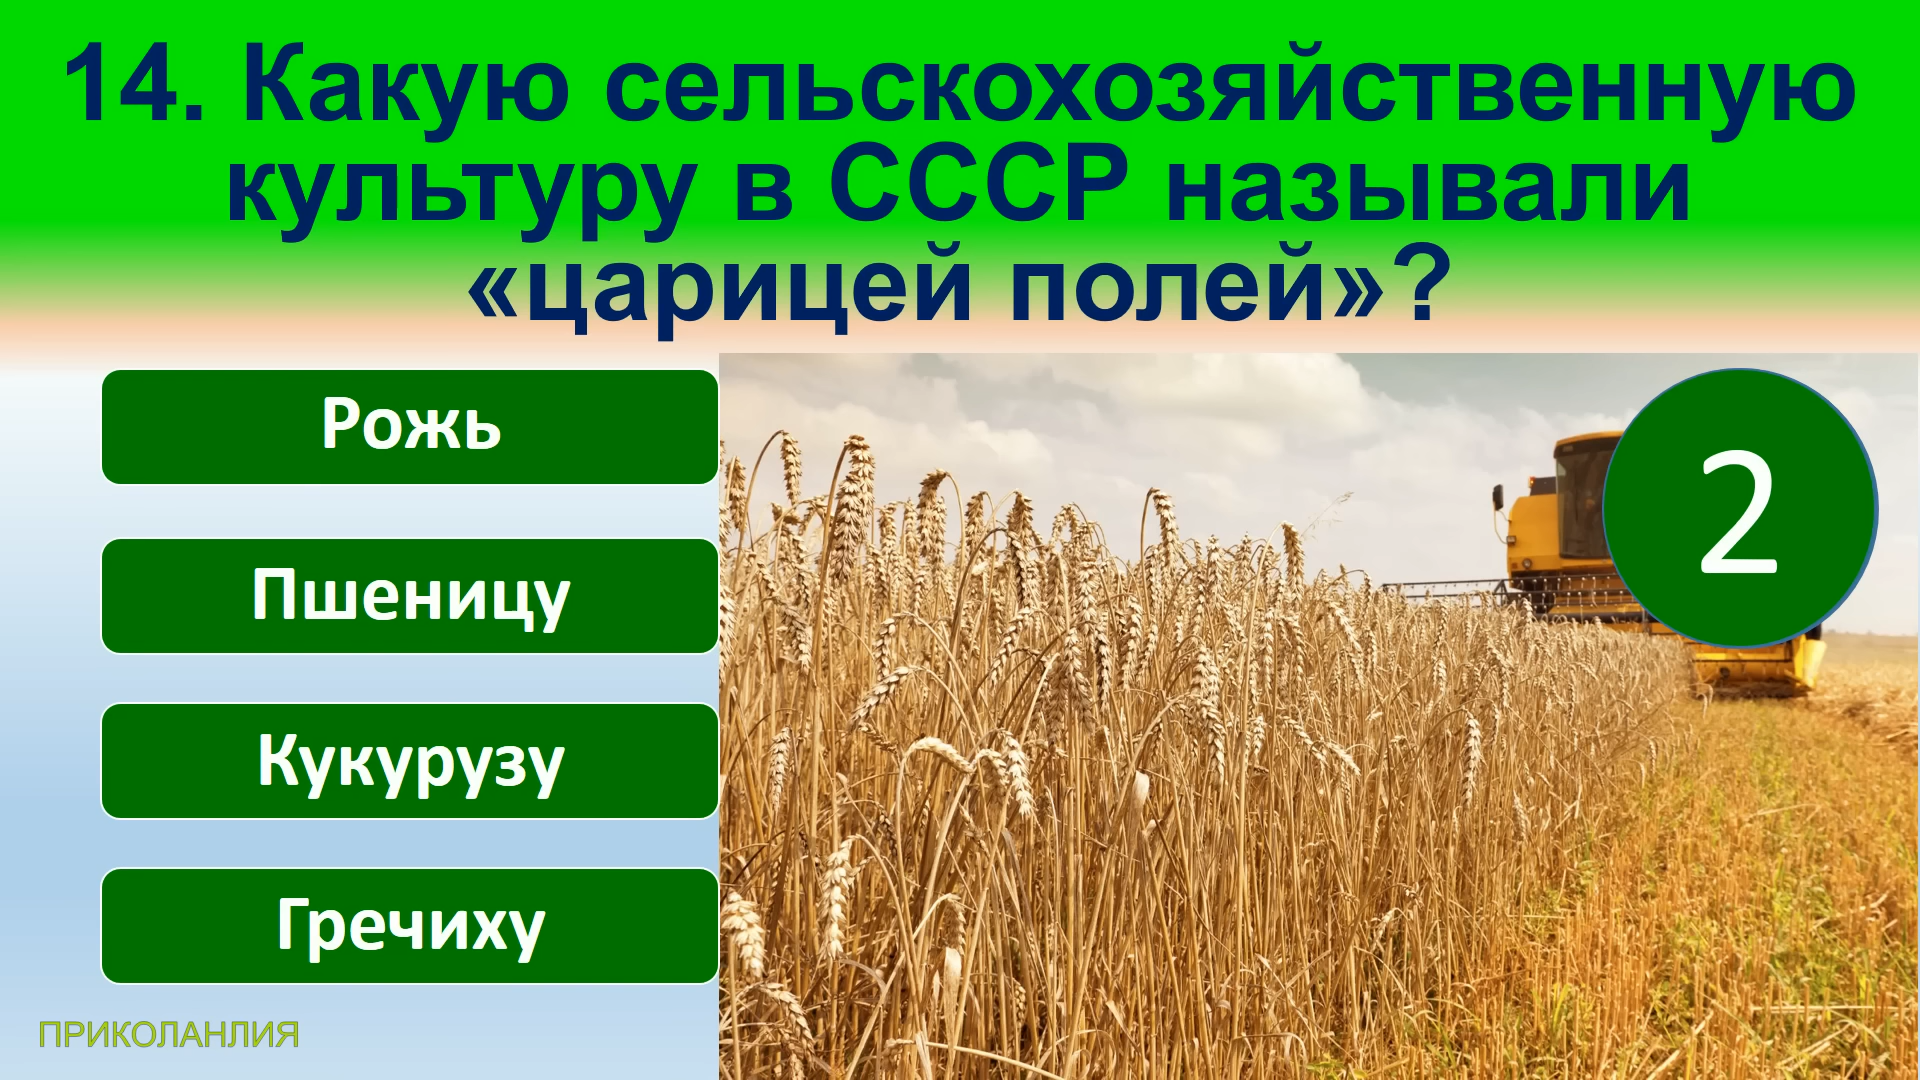 14. Какую сельскохозяйственную
культуру в СССР называли
«царицей полей»?
Рожь
2
Пшеницу
Кукурузу
Гречиху
ПРИКОЛАНЛИЯ